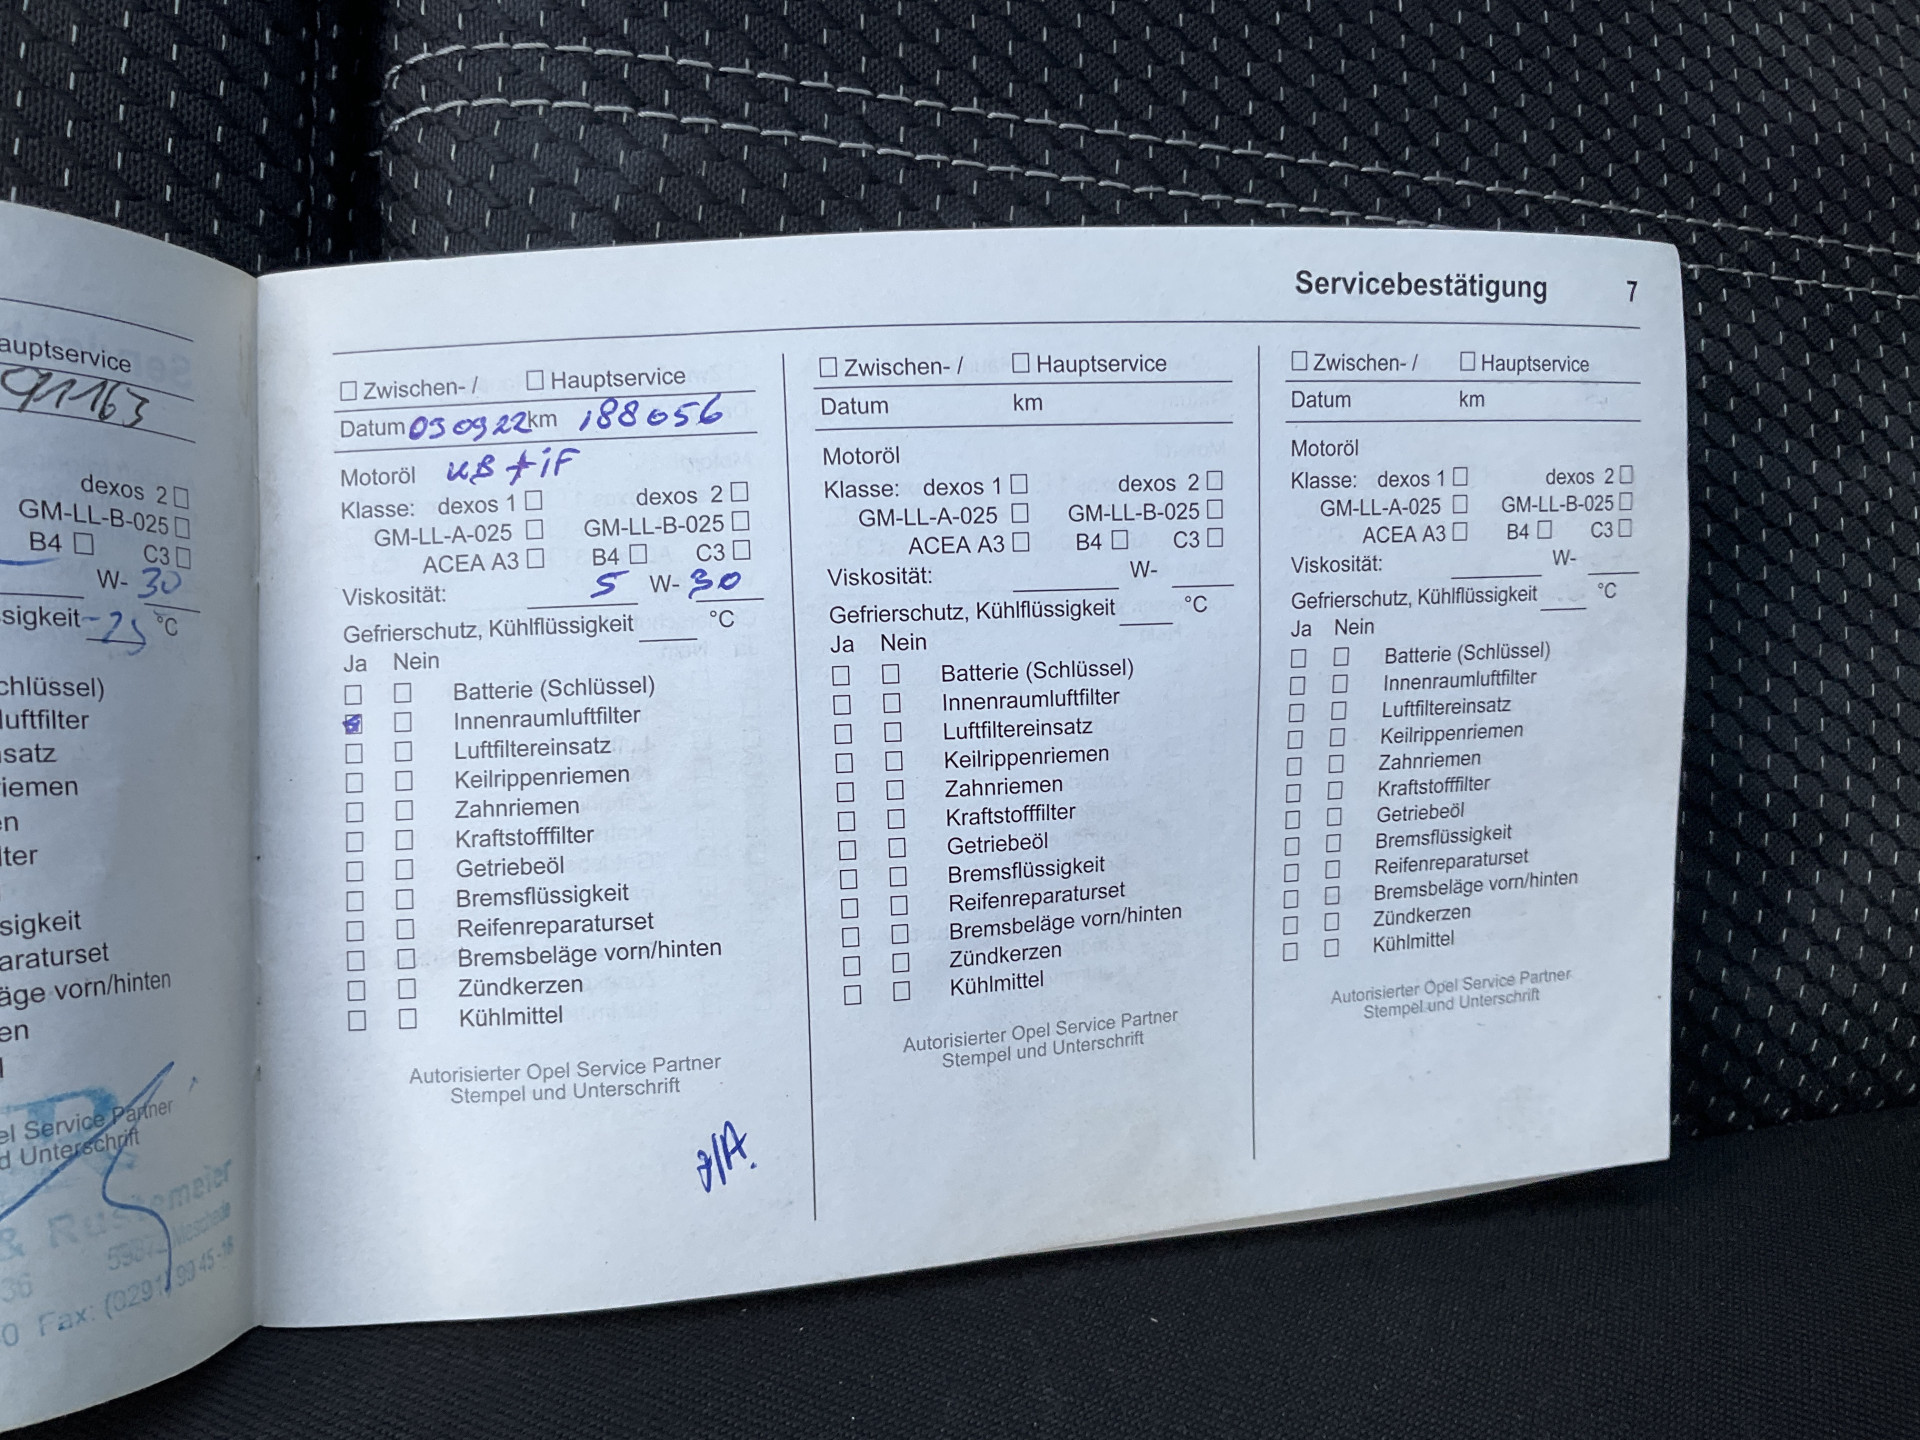 auptservice
91163
dexos 2
GM-LL-B-025
B4 C3
W- 30
sigkeit -25 °C
chlüssel)
luftfilter
satz
iemen
en
lter
sigkeit
araturset
äge vorn/hinten
en
l
el Service Partner
d Unterschrift
& Rustemeier
36
0 Fax: (0291) 99 45-16
Servicebestätigung 7
Zwischen- / Hauptservice
Datum 030922 km 188056
Motoröl
Klasse: dexos 1 dexos 2
GM-LL-A-025 GM-LL-B-025
ACEA A3 B4 C3
Viskosität: 5 W- 30
Gefrierschutz, Kühlflüssigkeit °C
Ja Nein
Batterie (Schlüssel)
Innenraumluftfilter
Luftfiltereinsatz
Keilrippenriemen
Zahnriemen
Kraftstofffilter
Getriebeöl
Bremsflüssigkeit
Reifenreparaturset
Bremsbeläge vorn/hinten
Zündkerzen
Kühlmittel
Autorisierter Opel Service Partner
Stempel und Unterschrift
Zwischen- / Hauptservice
Datum km
Motoröl
Klasse: dexos 1 dexos 2
GM-LL-A-025 GM-LL-B-025
ACEA A3 B4 C3
Viskosität: W-
Gefrierschutz, Kühlflüssigkeit °C
Ja Nein
Batterie (Schlüssel)
Innenraumluftfilter
Luftfiltereinsatz
Keilrippenriemen
Zahnriemen
Kraftstofffilter
Getriebeöl
Bremsflüssigkeit
Reifenreparaturset
Bremsbeläge vorn/hinten
Zündkerzen
Kühlmittel
Autorisierter Opel Service Partner
Stempel und Unterschrift
Zwischen- / Hauptservice
Datum km
Motoröl
Klasse: dexos 1 dexos 2
GM-LL-A-025 GM-LL-B-025
ACEA A3 B4 C3
Viskosität: W-
Gefrierschutz, Kühlflüssigkeit °C
Ja Nein
Batterie (Schlüssel)
Innenraumluftfilter
Luftfiltereinsatz
Keilrippenriemen
Zahnriemen
Kraftstofffilter
Getriebeöl
Bremsflüssigkeit
Reifenreparaturset
Bremsbeläge vorn/hinten
Zündkerzen
Kühlmittel
Autorisierter Opel Service Partner
Stempel und Unterschrift